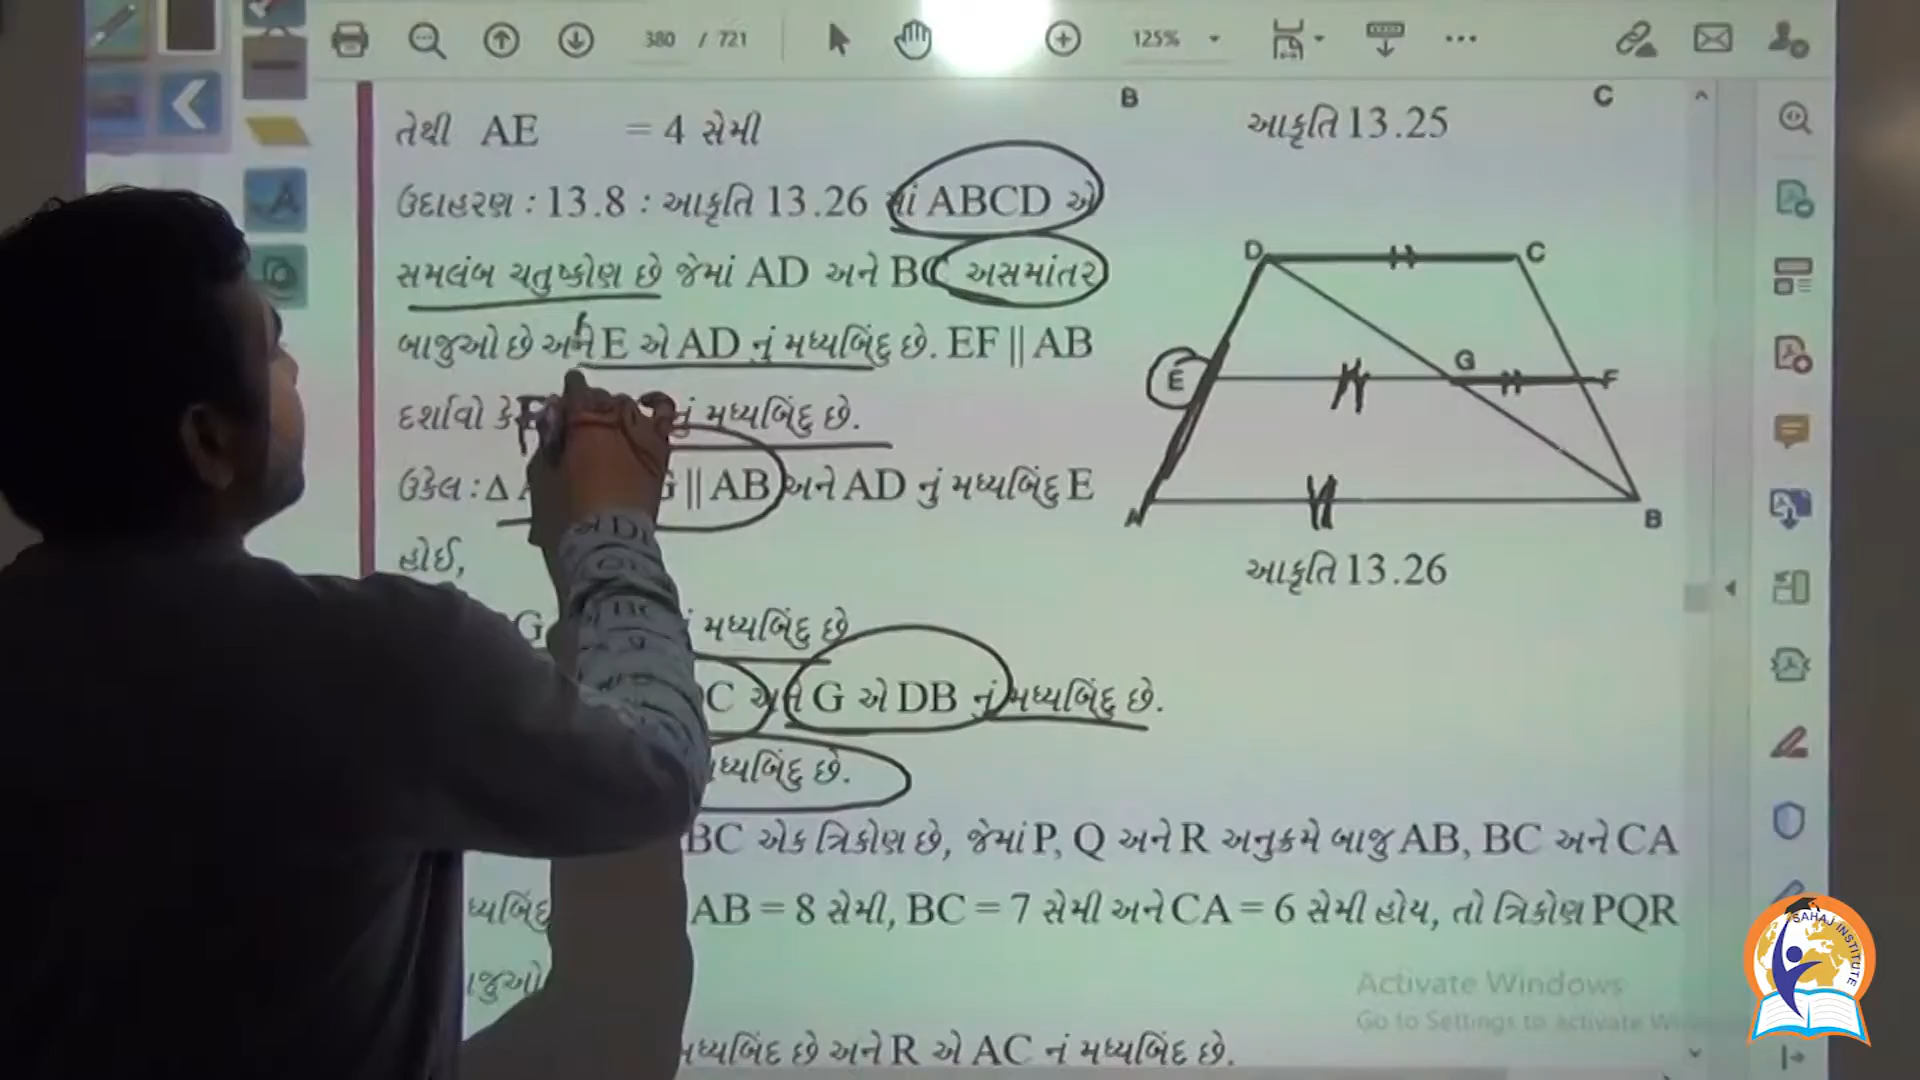 380 / 721
125%
B C
તેથી AE = 4 સેમી
આકૃતિ 13.25
ઉદાહરણ : 13.8 : આકૃતિ 13.26 માં ABCD એ
સમલંબ ચતુષ્કોણ છે જેમાં AD અને BC અસમાંતર
બાજુઓ છે અને E એ AD નું મધ્યબિંદુ છે. EF || AB
દર્શાવો કે નું મધ્યબિંદુ છે.
ઉકેલ : Δ A || AB અને AD નું મધ્યબિંદુ E
હોઈ,
D C
E G F
A B
આકૃતિ 13.26
G મધ્યબિંદુ છે
C અને G એ DB નું મધ્યબિંદુ છે.
મધ્યબિંદુ છે.
BC એક ત્રિકોણ છે, જેમાં P, Q અને R અનુક્રમે બાજુ AB, BC અને CA
AB = 8 સેમી, BC = 7 સેમી અને CA = 6 સેમી હોય, તો ત્રિકોણ PQR
મધ્યબિંદુ છે અને R એ AC નું મધ્યબિંદુ છે.
Activate Windows
Go to Settings to activate
SAHAJ INSTITUTE